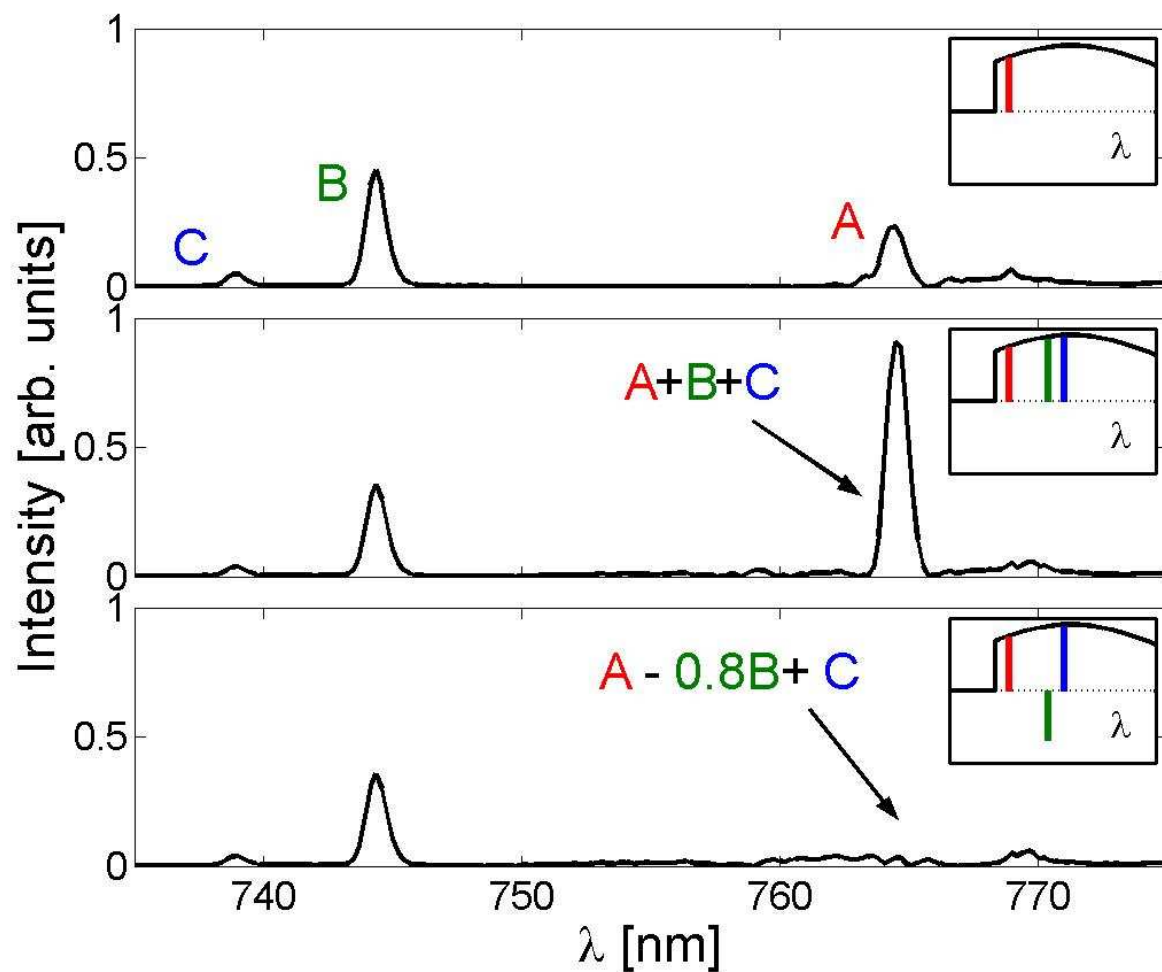 Intensity [arb. units]
1
0.5
0
C
B
A
λ
1
0.5
0
A+B+C
λ
1
0.5
0
A - 0.8B+ C
λ
740 750 760 770
λ [nm]